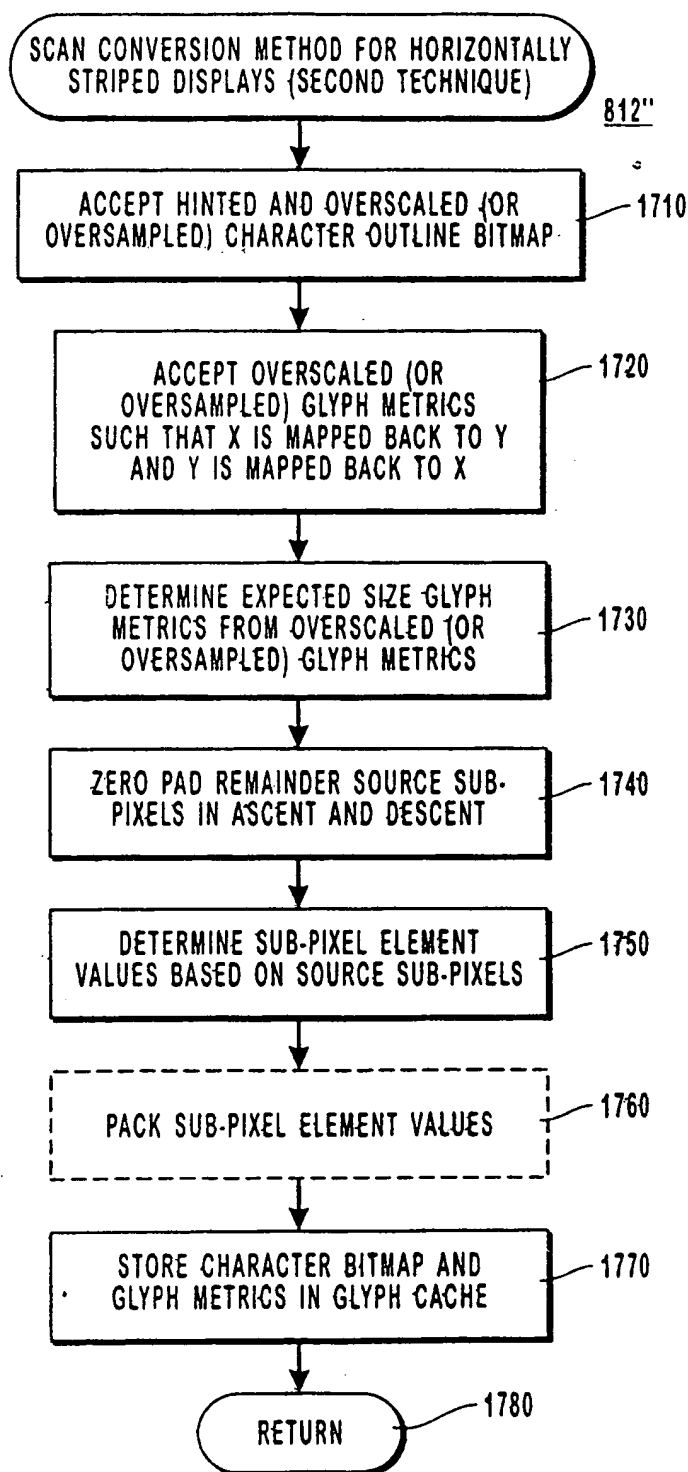 SCAN CONVERSION METHOD FOR HORIZONTALLY
STRIPED DISPLAYS (SECOND TECHNIQUE)
812"
ACCEPT HINTED AND OVERSCALED (OR
OVERSAMPLED) CHARACTER OUTLINE BITMAP
1710
ACCEPT OVERSCALED (OR
OVERSAMPLED) GLYPH METRICS
SUCH THAT X IS MAPPED BACK TO Y
AND Y IS MAPPED BACK TO X
1720
DETERMINE EXPECTED SIZE GLYPH
METRICS FROM OVERSCALED (OR
OVERSAMPLED) GLYPH METRICS
1730
ZERO PAD REMAINDER SOURCE SUB-
PIXELS IN ASCENT AND DESCENT
1740
DETERMINE SUB-PIXEL ELEMENT
VALUES BASED ON SOURCE SUB-PIXELS
1750
PACK SUB-PIXEL ELEMENT VALUES
1760
STORE CHARACTER BITMAP AND
GLYPH METRICS IN GLYPH CACHE
1770
RETURN
1780